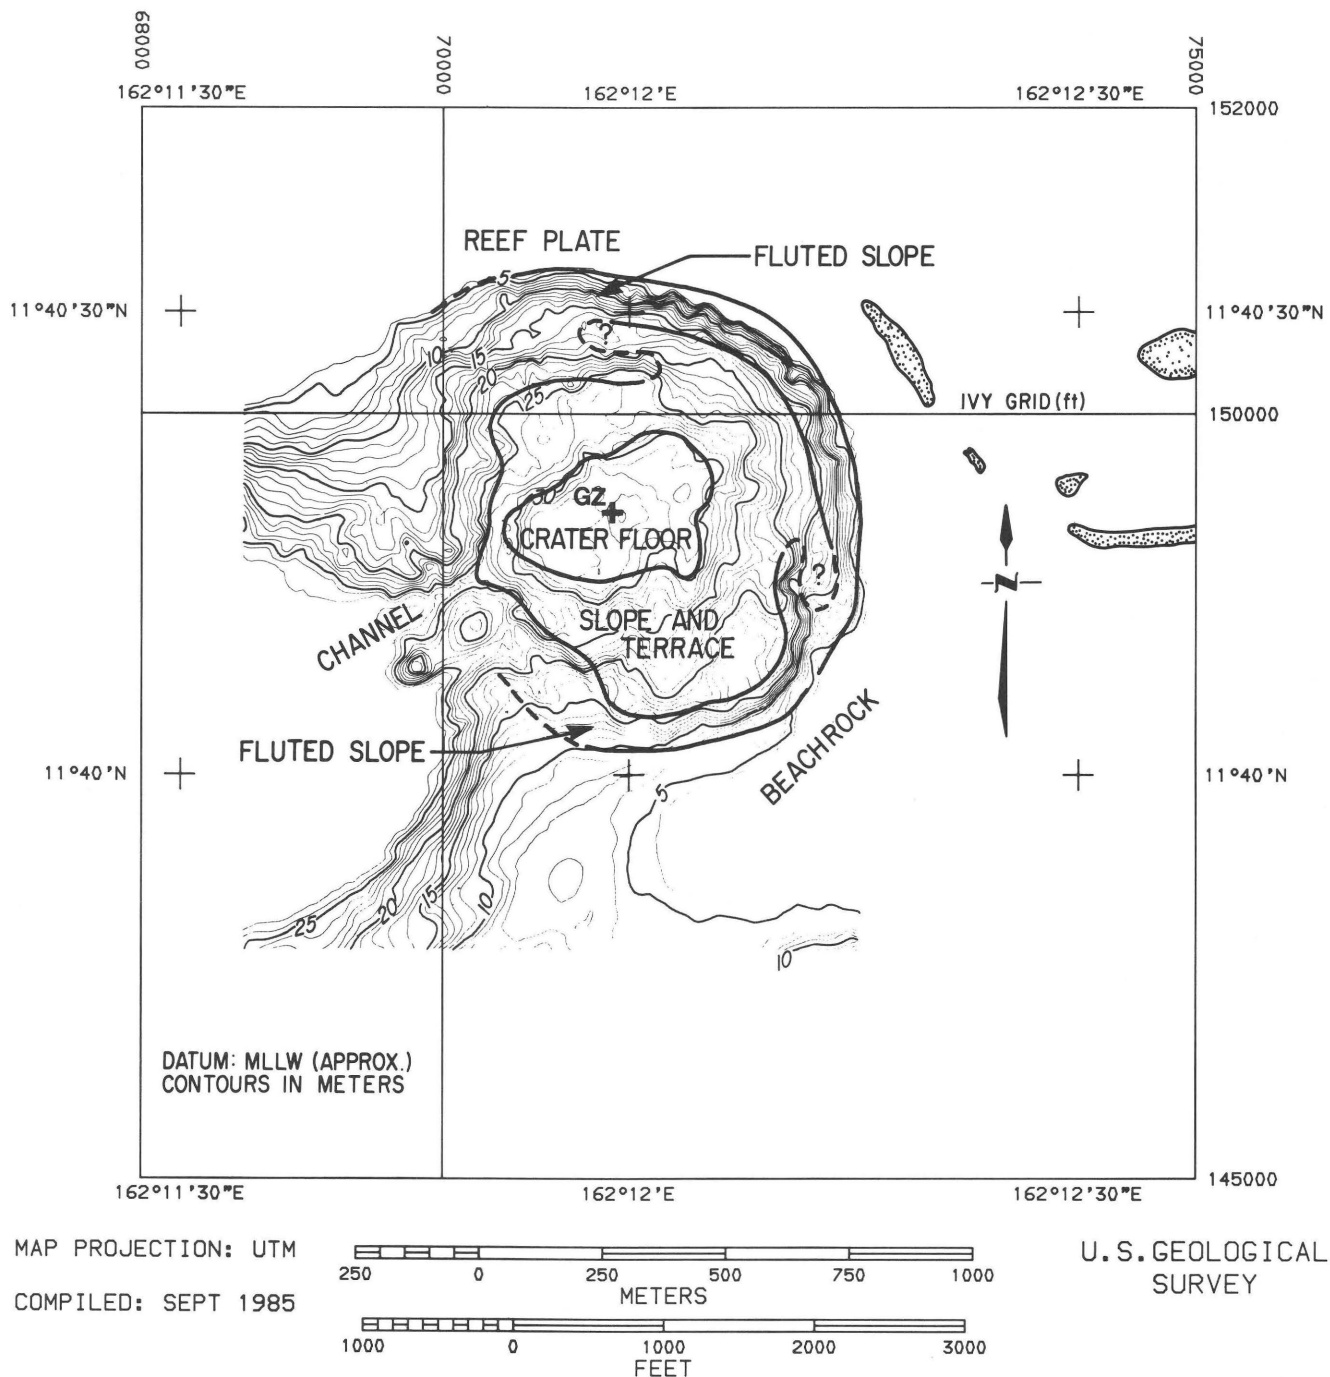 68000
70000
75000
162°11'30"E
162°12'E
162°12'30"E
152000
REEF PLATE
FLUTED SLOPE
5
11°40'30"N
11°40'30"N
?
10
15
20
25
IVY GRID (ft)
150000
30
GZ
CRATER FLOOR
?
N
CHANNEL
SLOPE AND
TERRACE
FLUTED SLOPE
BEACHROCK
11°40'N
11°40'N
5
25
20
15
10
10
DATUM: MLLW (APPROX.)
CONTOURS IN METERS
145000
162°11'30"E
162°12'E
162°12'30"E
MAP PROJECTION: UTM
COMPILED: SEPT 1985
250 0 250 500 750 1000
METERS
1000 0 1000 2000 3000
FEET
U.S. GEOLOGICAL
SURVEY